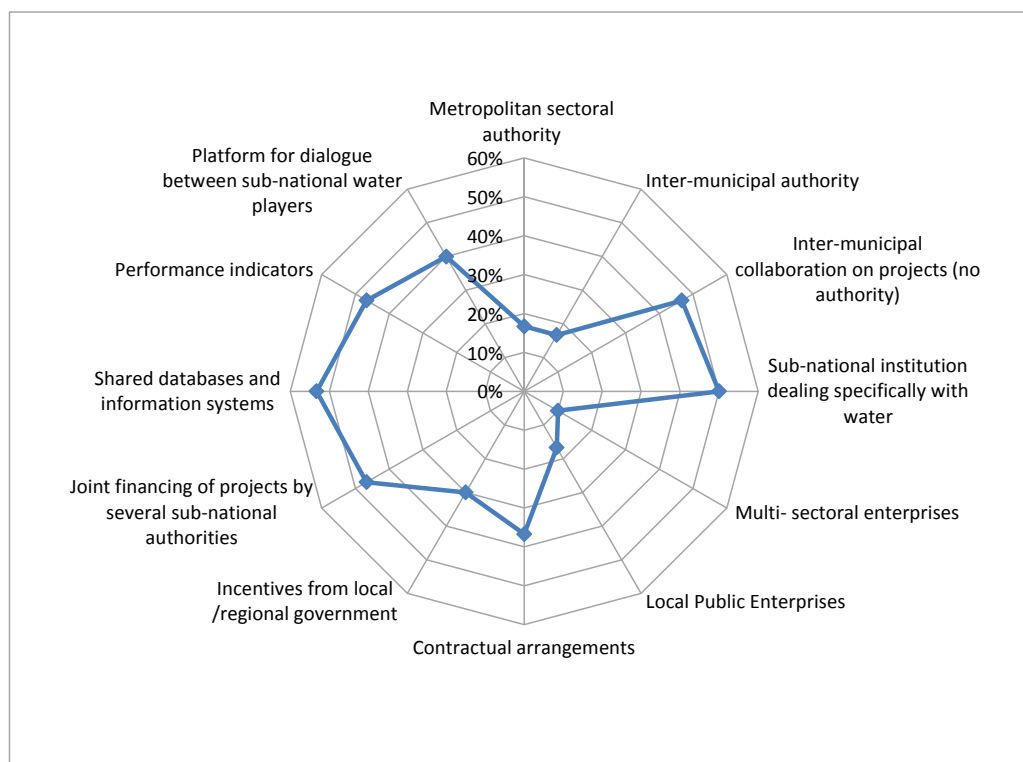 Metropolitan sectoral
authority
Inter-municipal authority
Inter-municipal
collaboration on projects (no
authority)
Sub-national institution
dealing specifically with
water
Multi- sectoral enterprises
Local Public Enterprises
Contractual arrangements
Incentives from local
/regional government
Joint financing of projects by
several sub-national
authorities
Shared databases and
information systems
Performance indicators
Platform for dialogue
between sub-national water
players
60%
50%
40%
30%
20%
10%
0%